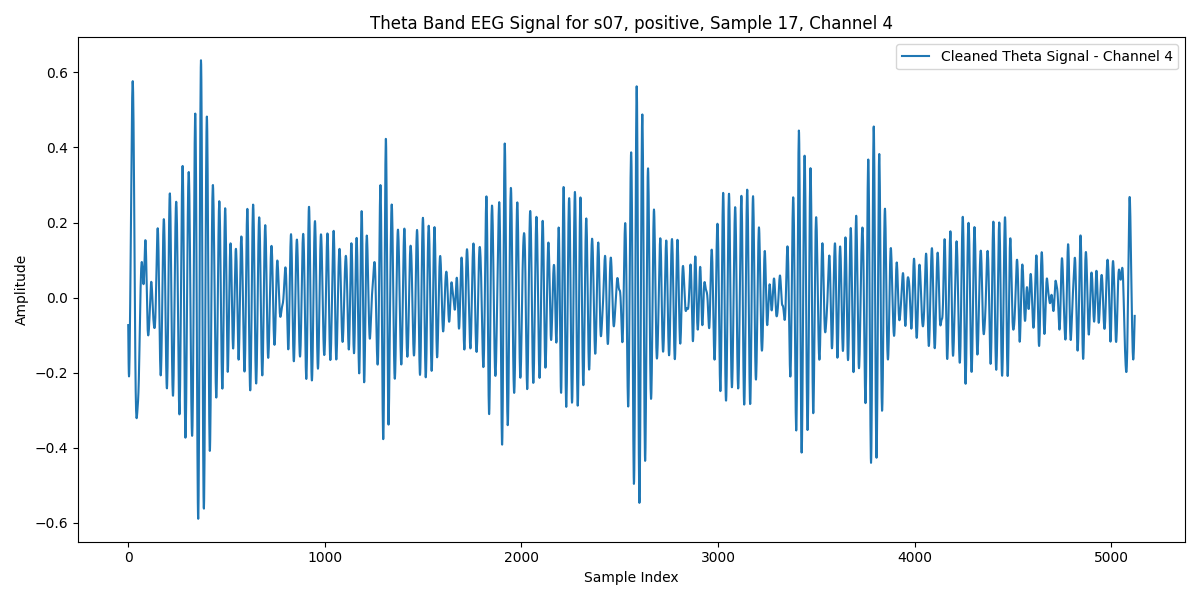 Theta Band EEG Signal for s07, positive, Sample 17, Channel 4
Cleaned Theta Signal - Channel 4
Amplitude
0.6
0.4
0.2
0.0
−0.2
−0.4
−0.6
0 1000 2000 3000 4000 5000
Sample Index